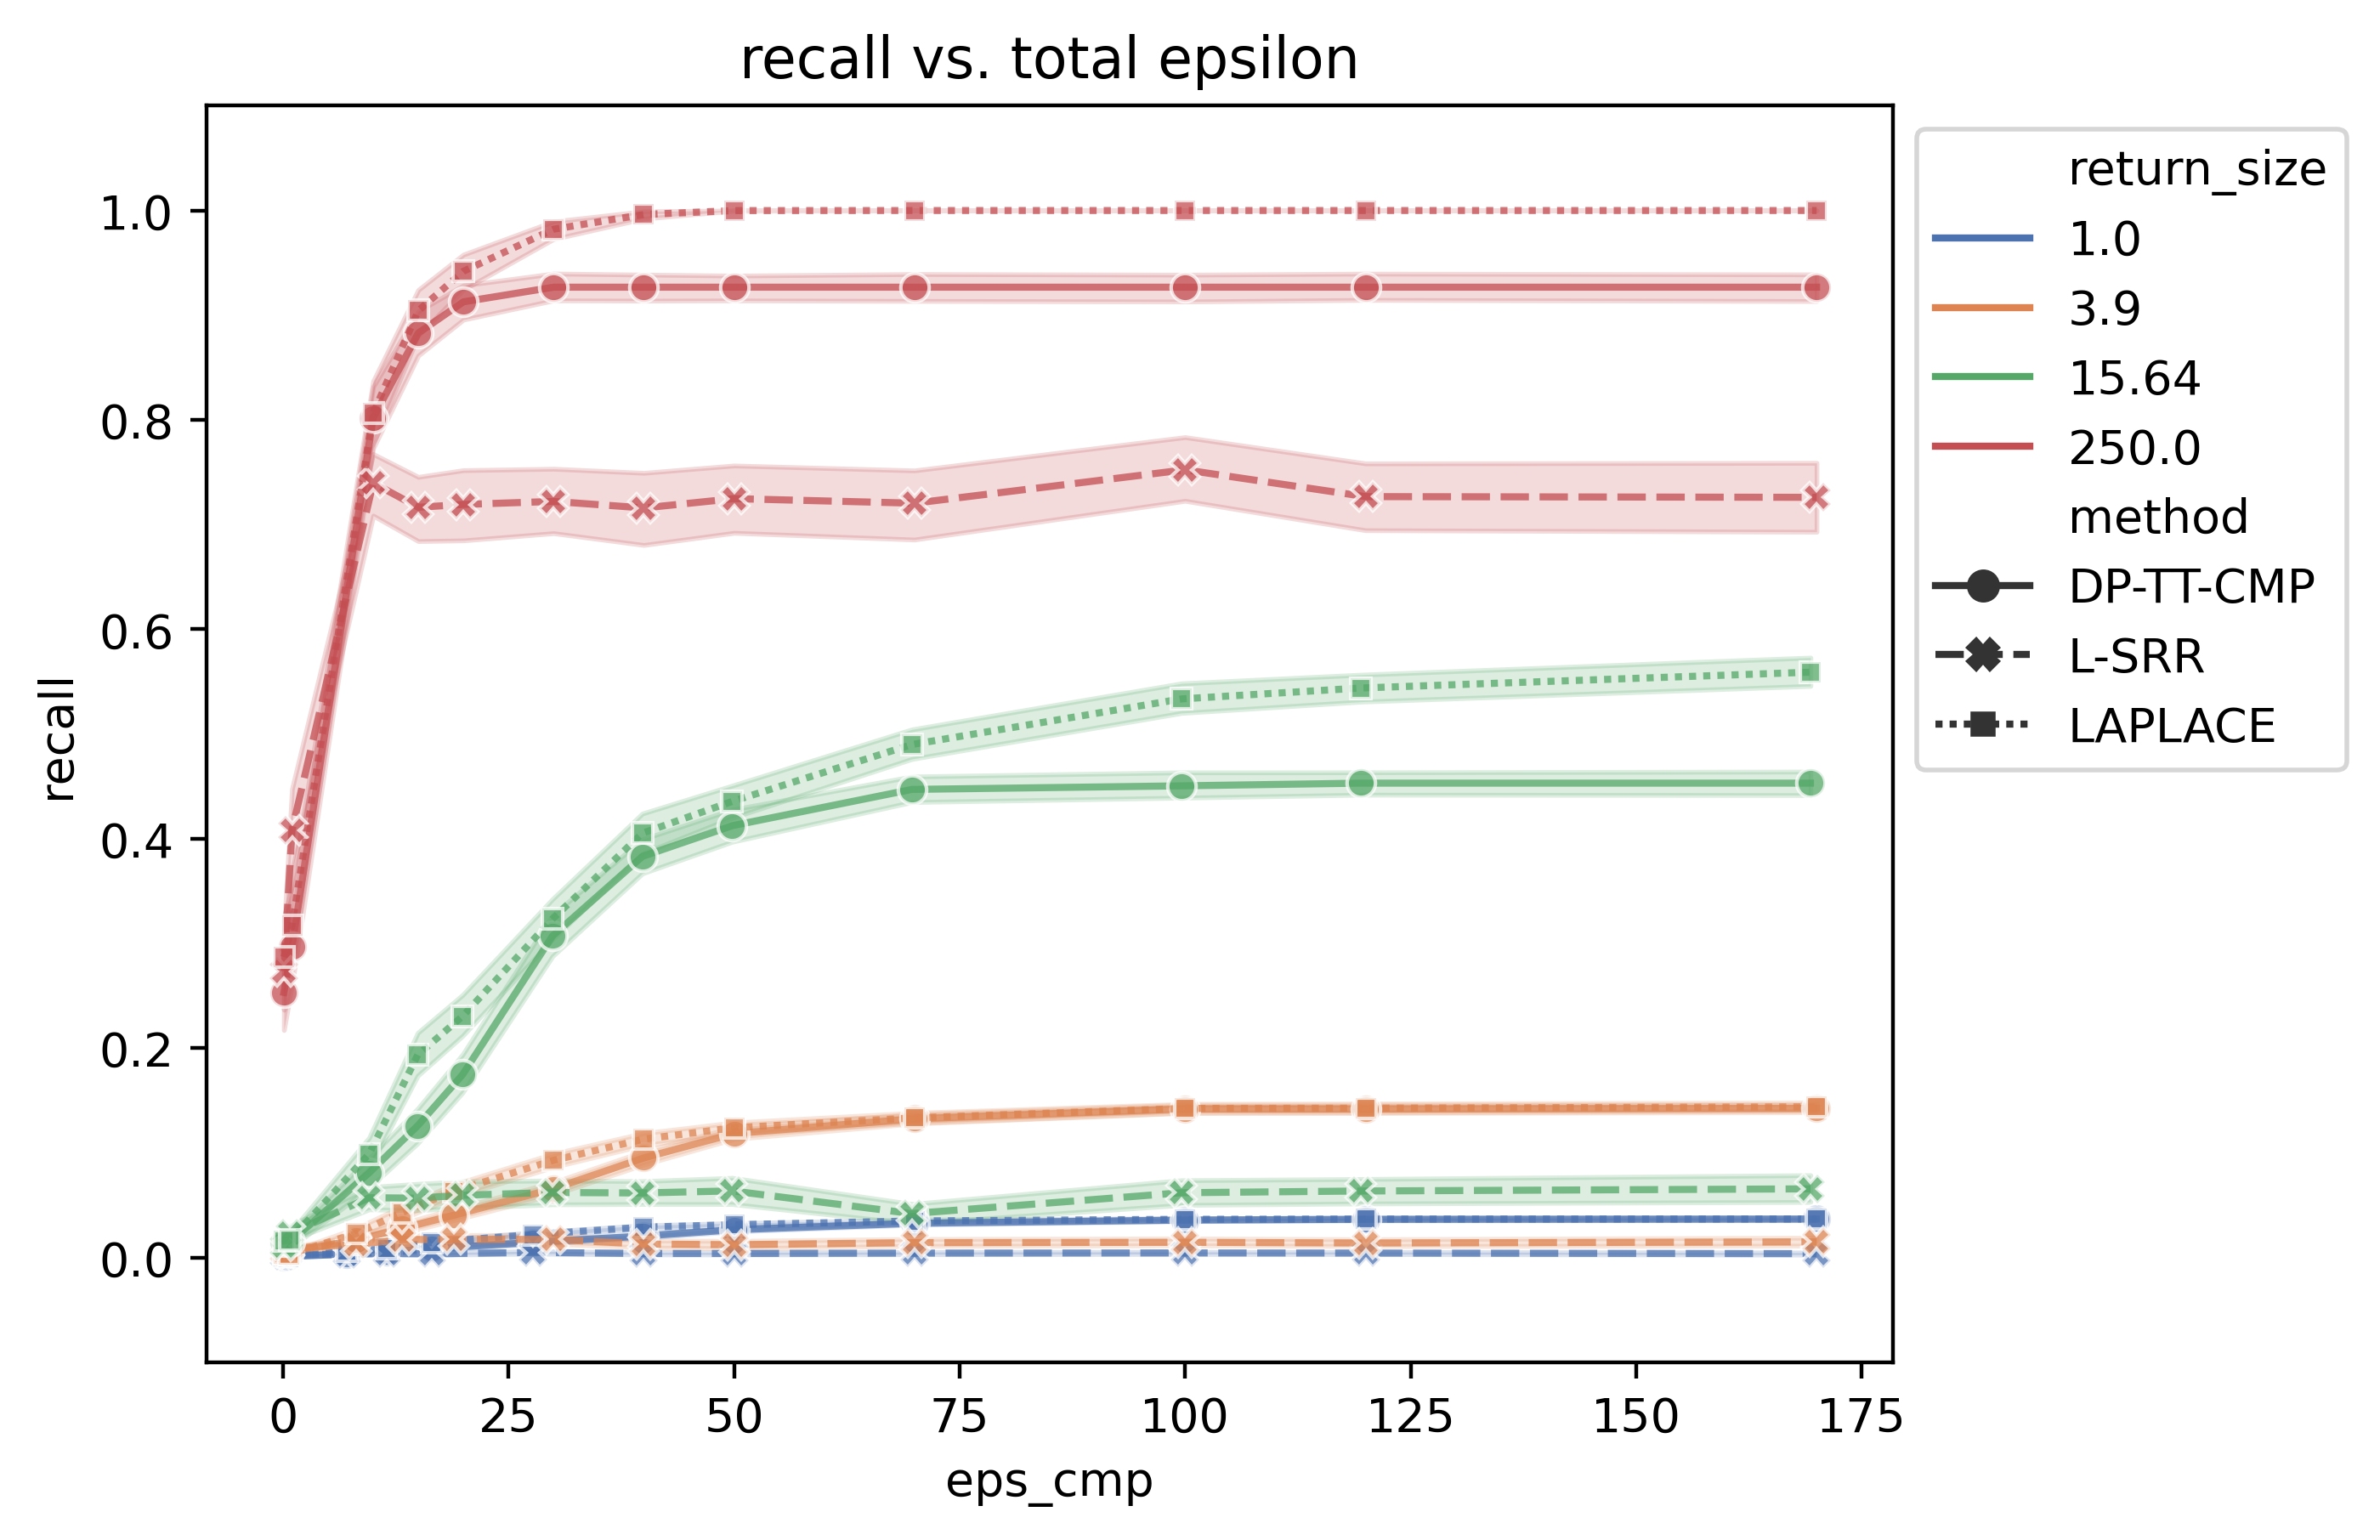 recall vs. total epsilon
recall
1.0
0.8
0.6
0.4
0.2
0.0
0 25 50 75 100 125 150 175
eps_cmp
return_size
1.0
3.9
15.64
250.0
method
DP-TT-CMP
L-SRR
LAPLACE